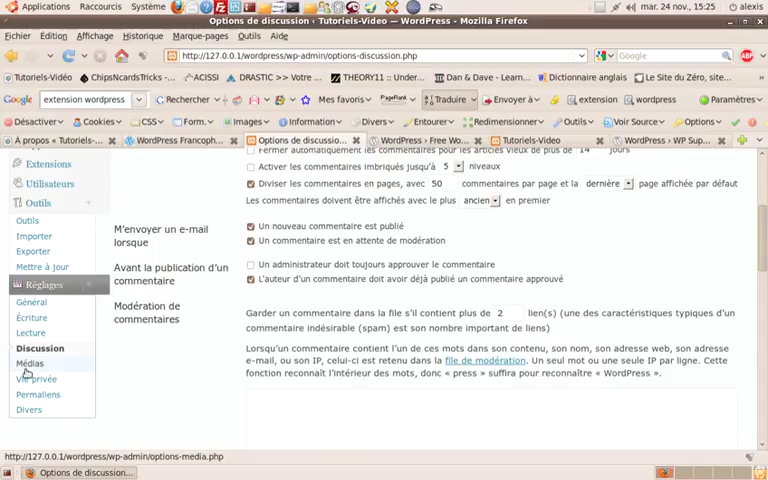 Applications Raccourcis Système mar. 24 nov., 15:25 alexis
Options de discussion ‹ Tutoriels-Video — WordPress - Mozilla Firefox
Fichier Édition Affichage Historique Marque-pages Outils Aide
http://127.0.0.1/wordpress/wp-admin/options-discussion.php Google
Tutoriels-Vidéo ChipsNcardsTricks -... ACISSI DRASTIC >> Votre ... THEORY11 :: Under... Dan & Dave - Learn... Dictionnaire anglais Le Site du Zéro, site...
Google extension wordpress Rechercher Mes favoris PageRank Traduire Envoyer à extension wordpress Paramètres
Désactiver Cookies CSS Form. Images Information Divers Entourer Redimensionner Outils Voir Source Options
À propos « Tutoriels-... WordPress Francoph... Options de discussio... WordPress › Free Wo... Tutoriels-Video WordPress › WP Sup...
Extensions
Utilisateurs
Outils
Outils
Importer
Exporter
Mettre à jour
Réglages
Général
Écriture
Lecture
Discussion
Médias
Vie privée
Permaliens
Divers
Fermer automatiquement les commentaires pour les articles vieux de plus de 14 jours
Activer les commentaires imbriqués jusqu'à 5 niveaux
Diviser les commentaires en pages, avec 50 commentaires par page et la dernière page affichée par défaut
Les commentaires doivent être affichés avec le plus ancien en premier
M'envoyer un e-mail
lorsque
Un nouveau commentaire est publié
Un commentaire est en attente de modération
Avant la publication d'un
commentaire
Un administrateur doit toujours approuver le commentaire
L'auteur d'un commentaire doit avoir déjà publié un commentaire approuvé
Modération de
commentaires
Garder un commentaire dans la file s'il contient plus de 2 lien(s) (une des caractéristiques typiques d'un
commentaire indésirable (spam) est son nombre important de liens)
Lorsqu'un commentaire contient l'un de ces mots dans son contenu, son nom, son adresse web, son adresse
e-mail, ou son IP, celui-ci est retenu dans la file de modération. Un seul mot ou une seule IP par ligne. Cette
fonction reconnaît l'intérieur des mots, donc « press » suffira pour reconnaître « WordPress ».
http://127.0.0.1/wordpress/wp-admin/options-media.php
Options de discussion...